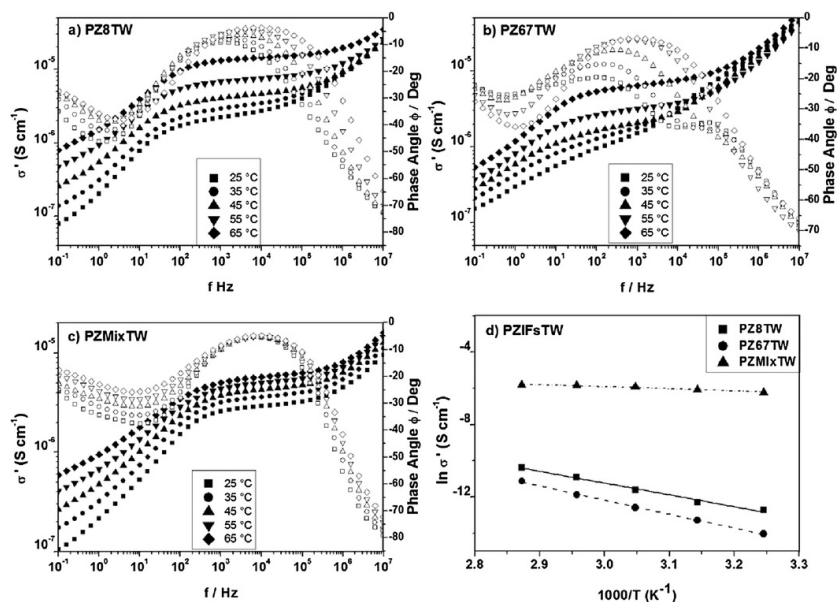 a) PZ8TW
σ' (S cm⁻¹)
10⁻⁵
10⁻⁶
10⁻⁷
25 °C
35 °C
45 °C
55 °C
65 °C
0
-10
-20
-30
-40
-50
-60
-70
-80
Phase Angle ϕ / Deg
10⁻¹ 10⁰ 10¹ 10² 10³ 10⁴ 10⁵ 10⁶ 10⁷
f Hz
b) PZ67TW
σ' (S cm⁻¹)
10⁻⁵
10⁻⁶
10⁻⁷
25 °C
35 °C
45 °C
55 °C
65 °C
0
-10
-20
-30
-40
-50
-60
-70
Phase Angle ϕ / Deg
10⁻¹ 10⁰ 10¹ 10² 10³ 10⁴ 10⁵ 10⁶ 10⁷
f / Hz
c) PZMixTW
σ' (S cm⁻¹)
10⁻⁵
10⁻⁶
10⁻⁷
25 °C
35 °C
45 °C
55 °C
65 °C
0
-10
-20
-30
-40
-50
-60
-70
-80
Phase Angle ϕ / Deg
10⁻¹ 10⁰ 10¹ 10² 10³ 10⁴ 10⁵ 10⁶ 10⁷
f / Hz
d) PZIFsTW
PZ8TW
PZ67TW
PZMIxTW
ln σ' (S cm⁻¹)
-6
-12
2.8 2.9 3.0 3.1 3.2 3.3
1000/T (K⁻¹)